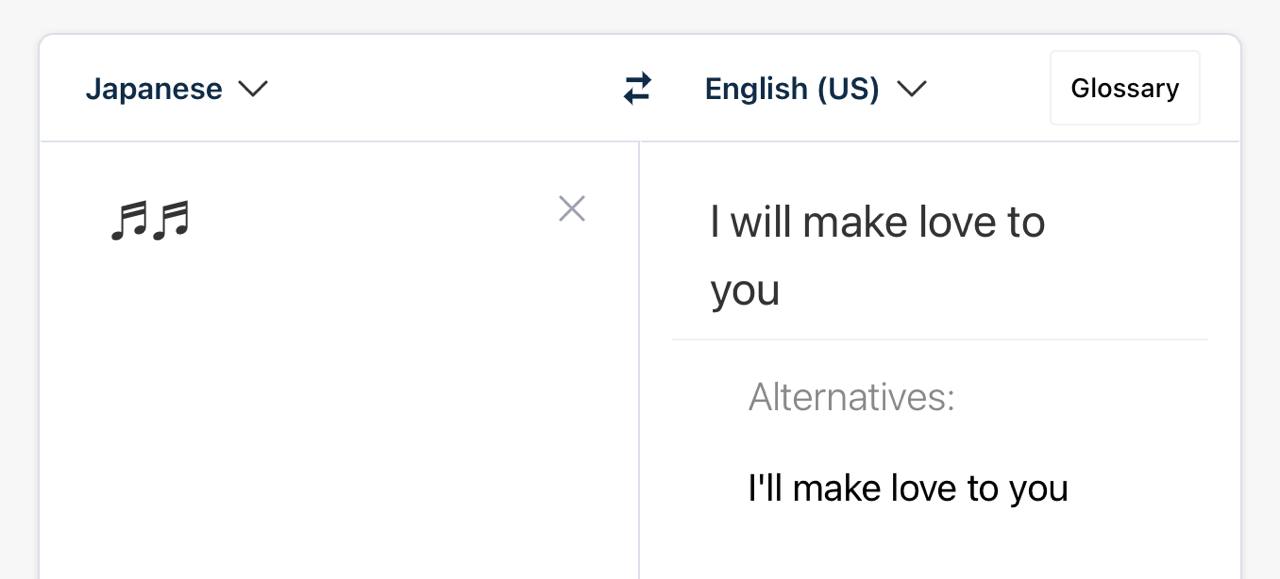 Japanese
English (US)
Glossary
♬♬
I will make love to
you
Alternatives:
I'll make love to you